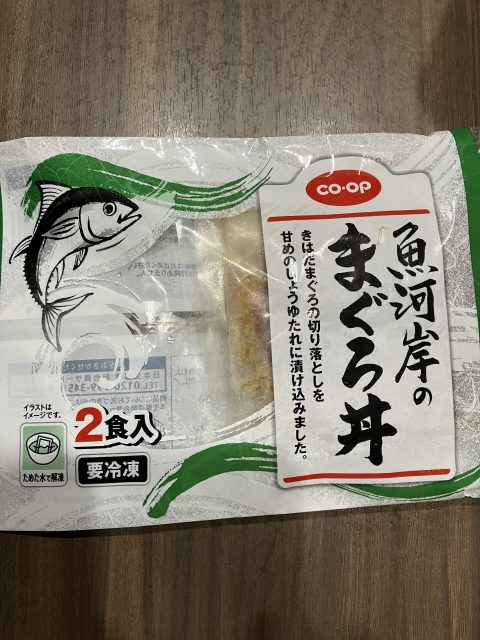 CO·OP
魚河岸の
まぐろ丼
きはだまぐろの切り落としを
甘めのしょうゆたれに漬け込みました。
イラストは
イメージです。
ためた水で解凍
2食入
要冷凍